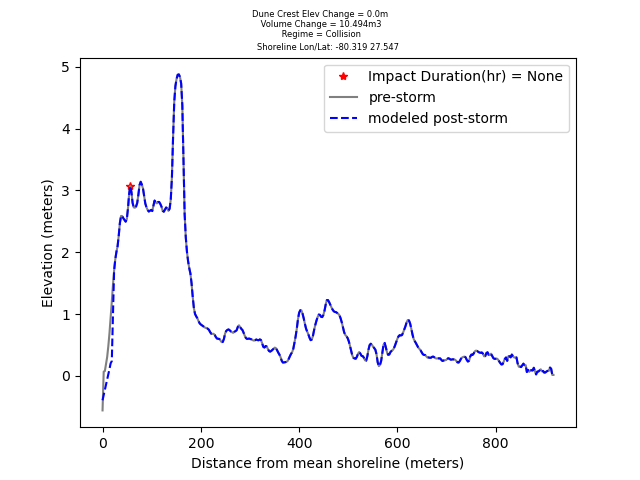 Dune Crest Elev Change = 0.0m
Volume Change = 10.494m3
Regime = Collision
Shoreline Lon/Lat: -80.319 27.547
Impact Duration(hr) = None
pre-storm
modeled post-storm
Elevation (meters)
5
4
3
2
1
0
0 200 400 600 800
Distance from mean shoreline (meters)